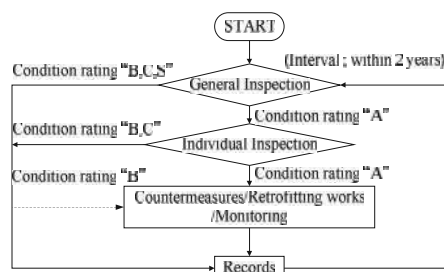 START
(Interval : within 2 years)
Condition rating "B,C,S"
General Inspection
Condition rating "A"
Condition rating "B,C"
Individual Inspection
Condition rating "B"
Condition rating "A"
Countermeasures/Retrofitting works
/Monitoring
Records